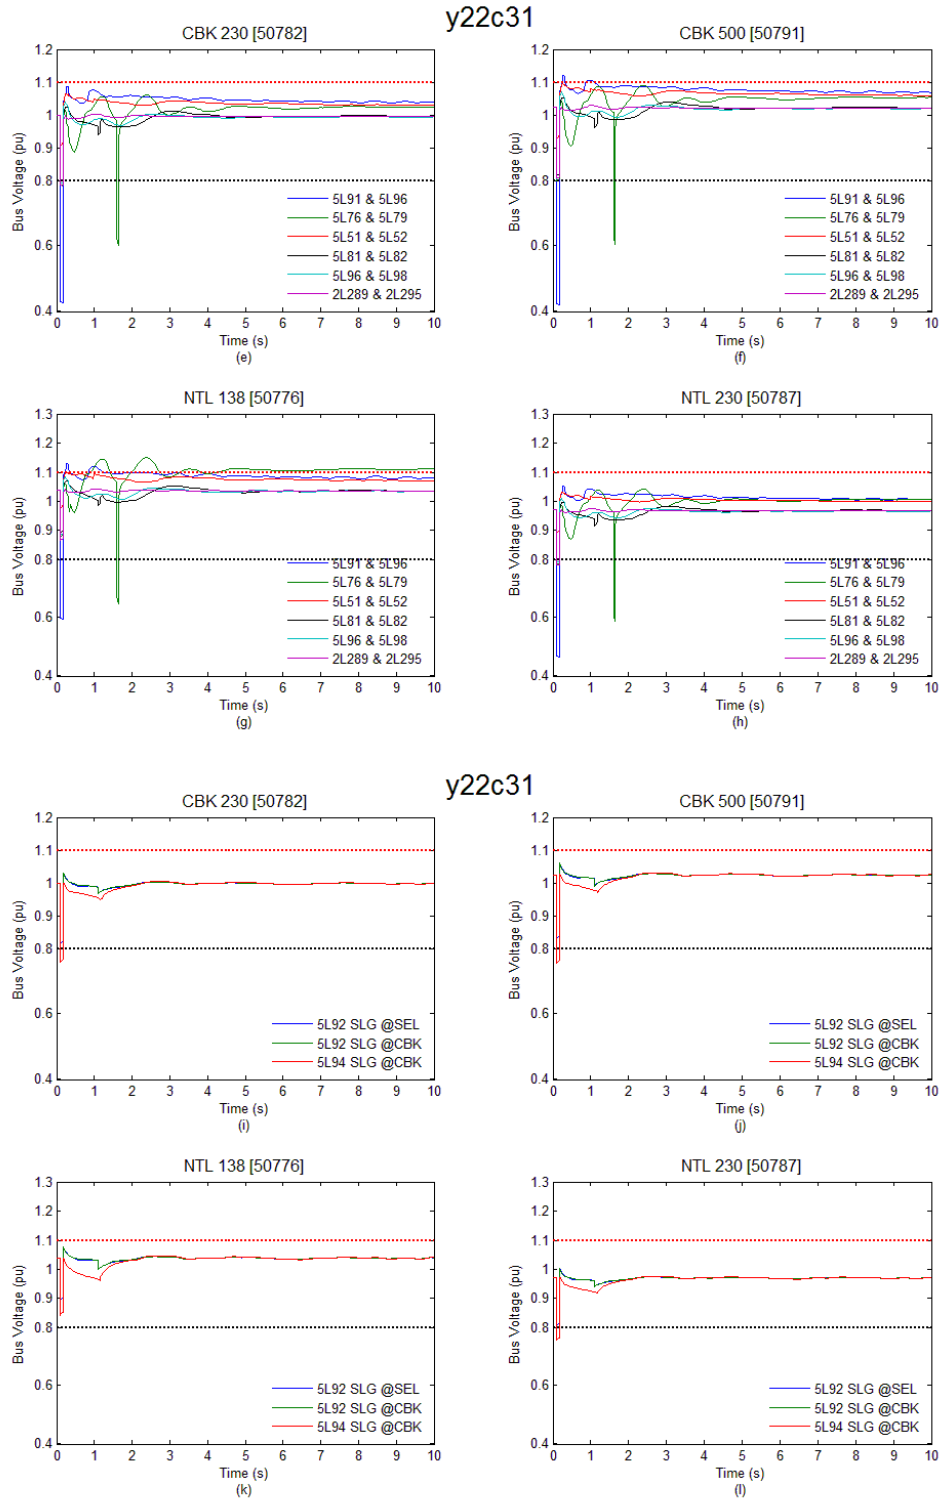 y22c31
CBK 230 [50782]
CBK 500 [50791]
1.2
1.1
1
0.8
0.6
0.4
Bus Voltage (pu)
5L91 & 5L96
5L76 & 5L79
5L51 & 5L52
5L81 & 5L82
5L96 & 5L98
2L289 & 2L295
0 1 2 3 4 5 6 7 8 9 10
Time (s)
(e)
1.2
1.1
1
0.8
0.6
0.4
Bus Voltage (pu)
5L91 & 5L96
5L76 & 5L79
5L51 & 5L52
5L81 & 5L82
5L96 & 5L98
2L289 & 2L295
0 1 2 3 4 5 6 7 8 9 10
Time (s)
(f)
NTL 138 [50776]
1.3
1.2
1.1
1
0.9
0.8
0.6
0.4
Bus Voltage (pu)
5L91 & 5L96
5L76 & 5L79
5L51 & 5L52
5L81 & 5L82
5L96 & 5L98
2L289 & 2L295
0 1 2 3 4 5 6 7 8 9 10
Time (s)
(g)
NTL 230 [50787]
1.3
1.2
1.1
1
0.9
0.8
0.6
0.4
Bus Voltage (pu)
5L91 & 5L96
5L76 & 5L79
5L51 & 5L52
5L81 & 5L82
5L96 & 5L98
2L289 & 2L295
0 1 2 3 4 5 6 7 8 9 10
Time (s)
(h)
y22c31
CBK 230 [50782]
1.2
1.1
1
0.9
0.8
0.6
0.4
Bus Voltage (pu)
5L92 SLG @SEL
5L92 SLG @CBK
5L94 SLG @CBK
0 1 2 3 4 5 6 7 8 9 10
Time (s)
(i)
CBK 500 [50791]
1.2
1.1
1
0.9
0.8
0.6
0.4
Bus Voltage (pu)
5L92 SLG @SEL
5L92 SLG @CBK
5L94 SLG @CBK
0 1 2 3 4 5 6 7 8 9 10
Time (s)
(j)
NTL 138 [50776]
1.3
1.2
1.1
1
0.9
0.8
0.6
0.4
Bus Voltage (pu)
5L92 SLG @SEL
5L92 SLG @CBK
5L94 SLG @CBK
0 1 2 3 4 5 6 7 8 9 10
Time (s)
(k)
NTL 230 [50787]
1.3
1.2
1.1
1
0.9
0.8
0.6
0.4
Bus Voltage (pu)
5L92 SLG @SEL
5L92 SLG @CBK
5L94 SLG @CBK
0 1 2 3 4 5 6 7 8 9 10
Time (s)
(l)